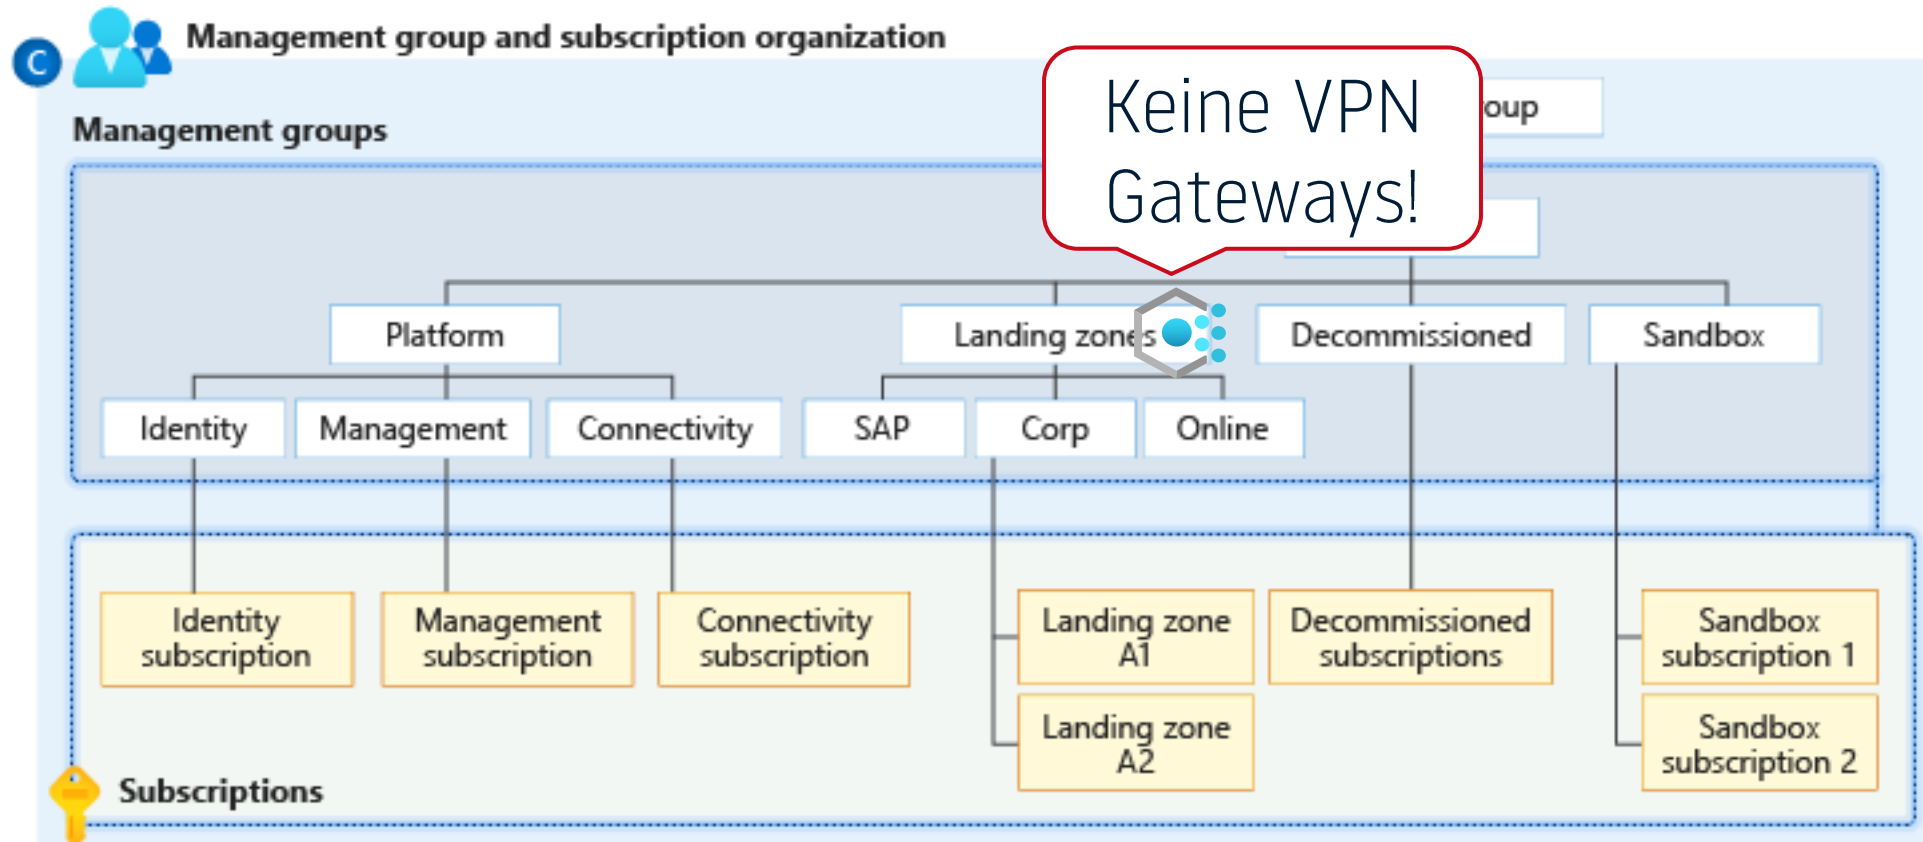 C
Management group and subscription organization
Keine VPN
Gateways!
Management groups
Platform
Landing zones
Decommissioned
Sandbox
Identity
Management
Connectivity
SAP
Corp
Online
Identity
subscription
Management
subscription
Connectivity
subscription
Landing zone
A1
Decommissioned
subscriptions
Sandbox
subscription 1
Landing zone
A2
Sandbox
subscription 2
Subscriptions